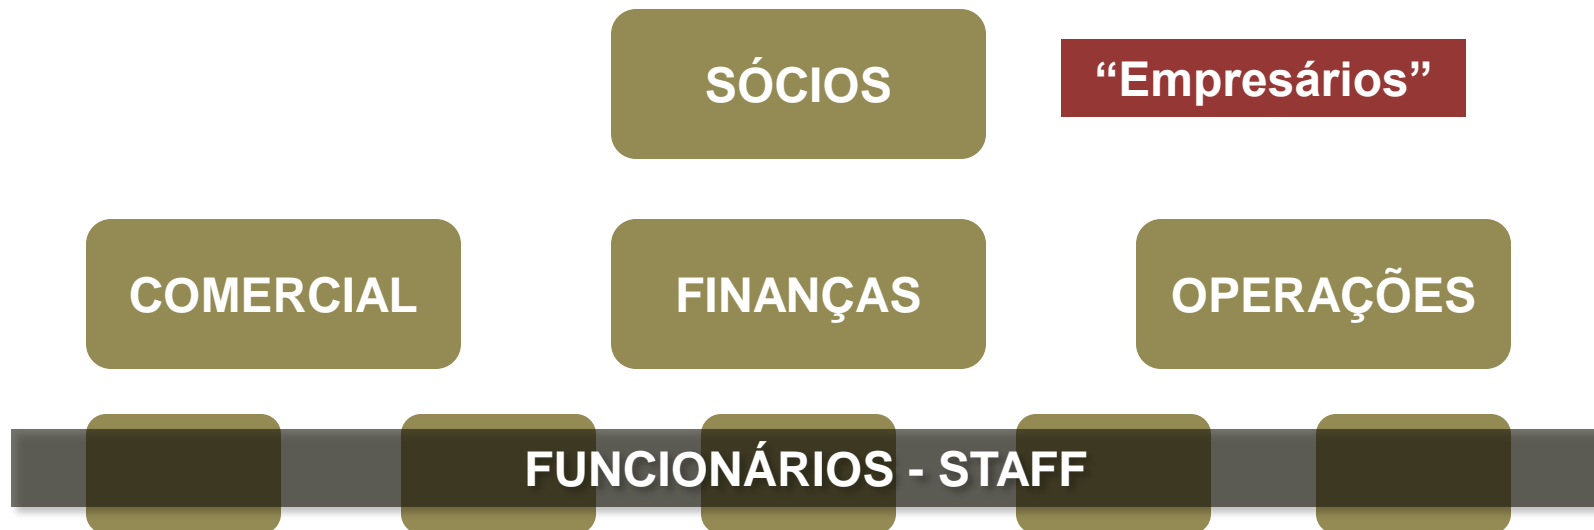 SÓCIOS
“Empresários”
COMERCIAL
FINANÇAS
OPERAÇÕES
FUNCIONÁRIOS - STAFF